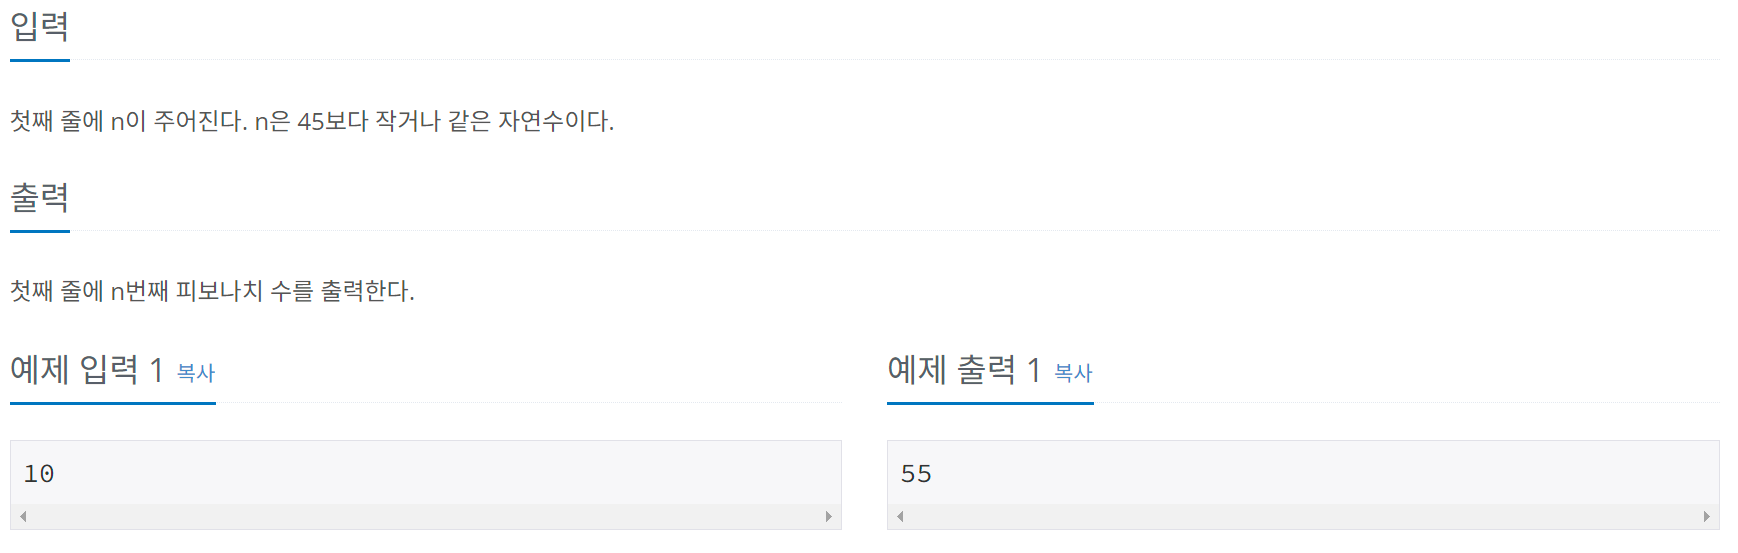 입력
첫째 줄에 n이 주어진다. n은 45보다 작거나 같은 자연수이다.
출력
첫째 줄에 n번째 피보나치 수를 출력한다.
예제 입력 1 복사
10
예제 출력 1 복사
55